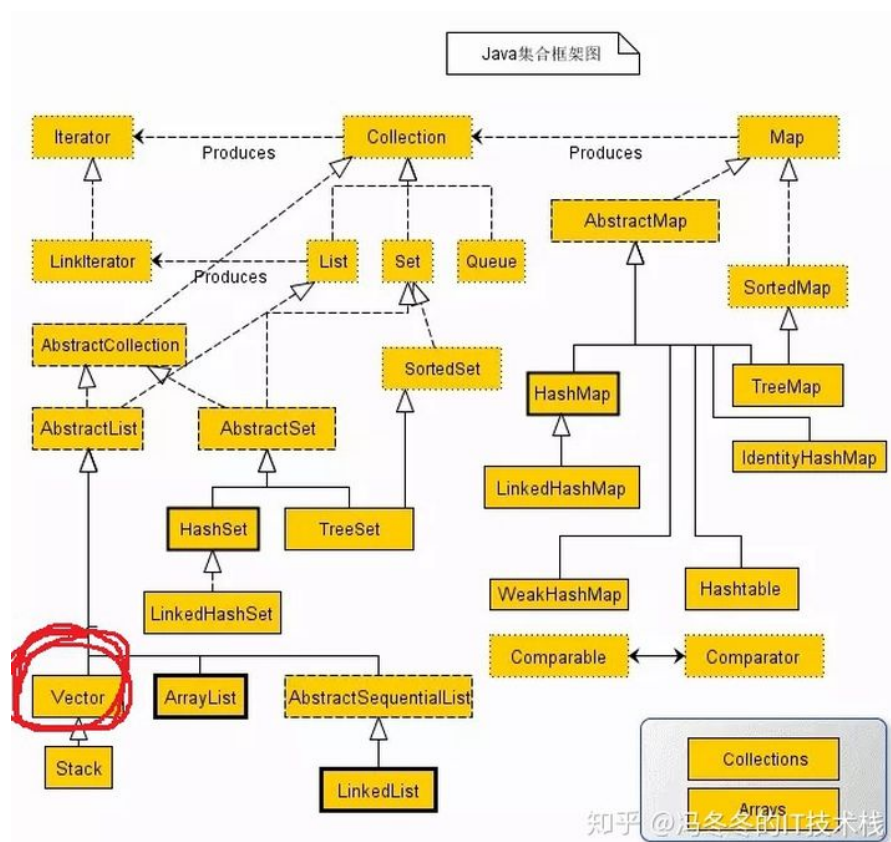 Java集合框架图
Iterator
Collection
Map
Produces
Produces
AbstractMap
LinkIterator
List
Set
Queue
Produces
SortedMap
AbstractCollection
SortedSet
HashMap
TreeMap
AbstractList
AbstractSet
IdentityHashMap
LinkedHashMap
HashSet
TreeSet
WeakHashMap
Hashtable
LinkedHashSet
Comparable
Comparator
Vector
ArrayList
AbstractSequentialList
Stack
LinkedList
Collections
Arrays
知乎 @冯冬冬的IT技术栈